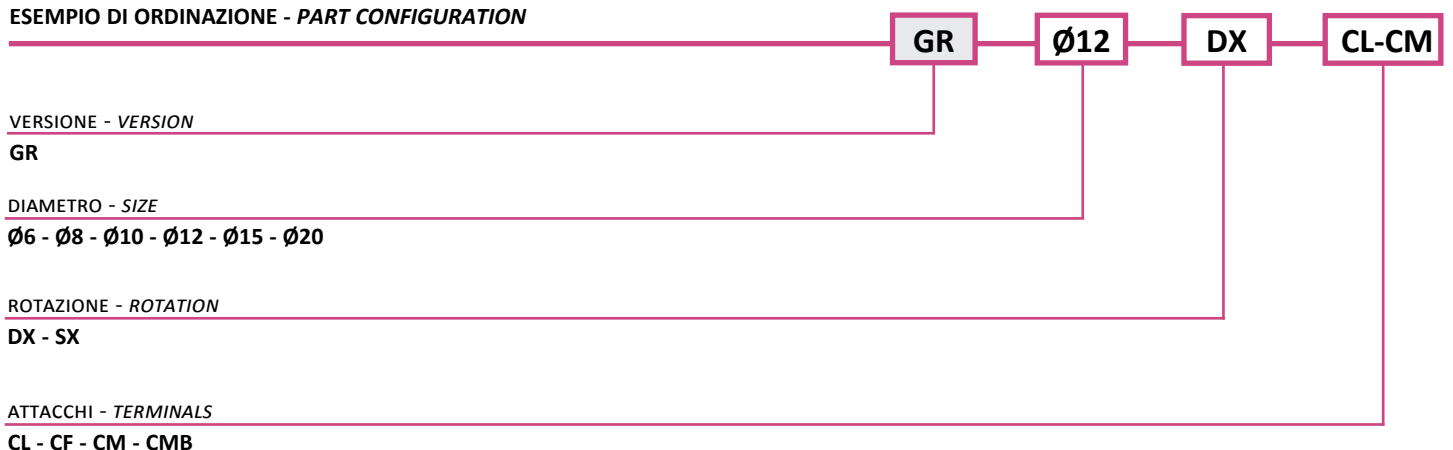 ESEMPIO DI ORDINAZIONE - PART CONFIGURATION
GR Ø12 DX CL-CM
VERSIONE - VERSION
GR
DIAMETRO - SIZE
Ø6 - Ø8 - Ø10 - Ø12 - Ø15 - Ø20
ROTAZIONE - ROTATION
DX - SX
ATTACCHI - TERMINALS
CL - CF - CM - CMB